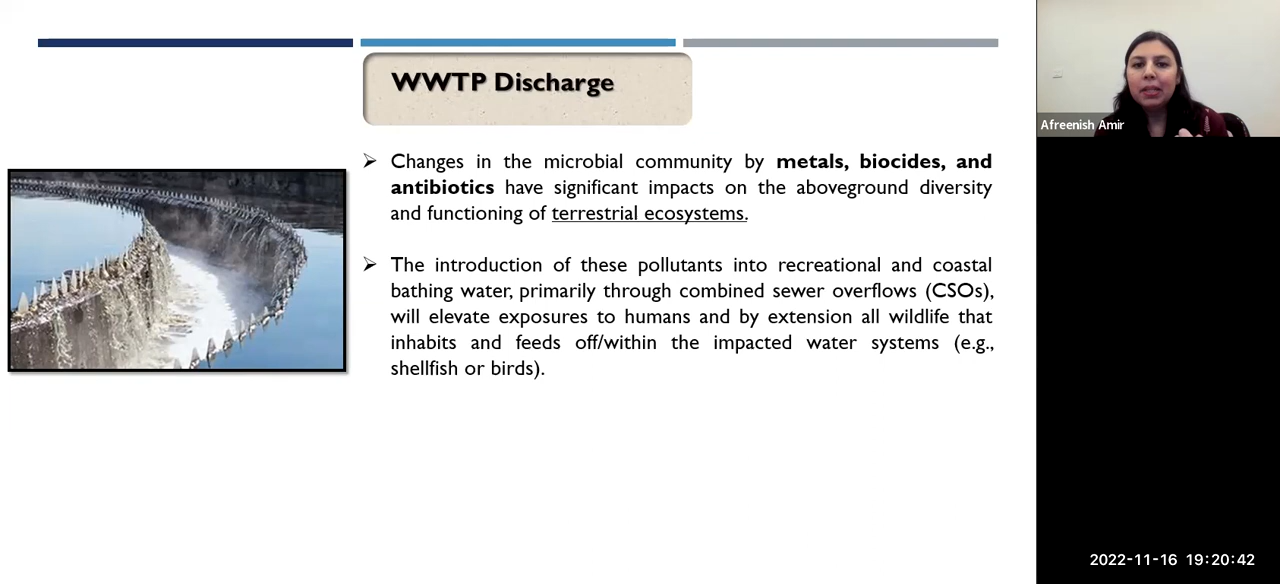 WWTP Discharge
➢ Changes in the microbial community by metals, biocides, and
antibiotics have significant impacts on the aboveground diversity
and functioning of terrestrial ecosystems.
➢ The introduction of these pollutants into recreational and coastal
bathing water, primarily through combined sewer overflows (CSOs),
will elevate exposures to humans and by extension all wildlife that
inhabits and feeds off/within the impacted water systems (e.g.,
shellfish or birds).
Afreenish Amir
2022-11-16 19:20:42